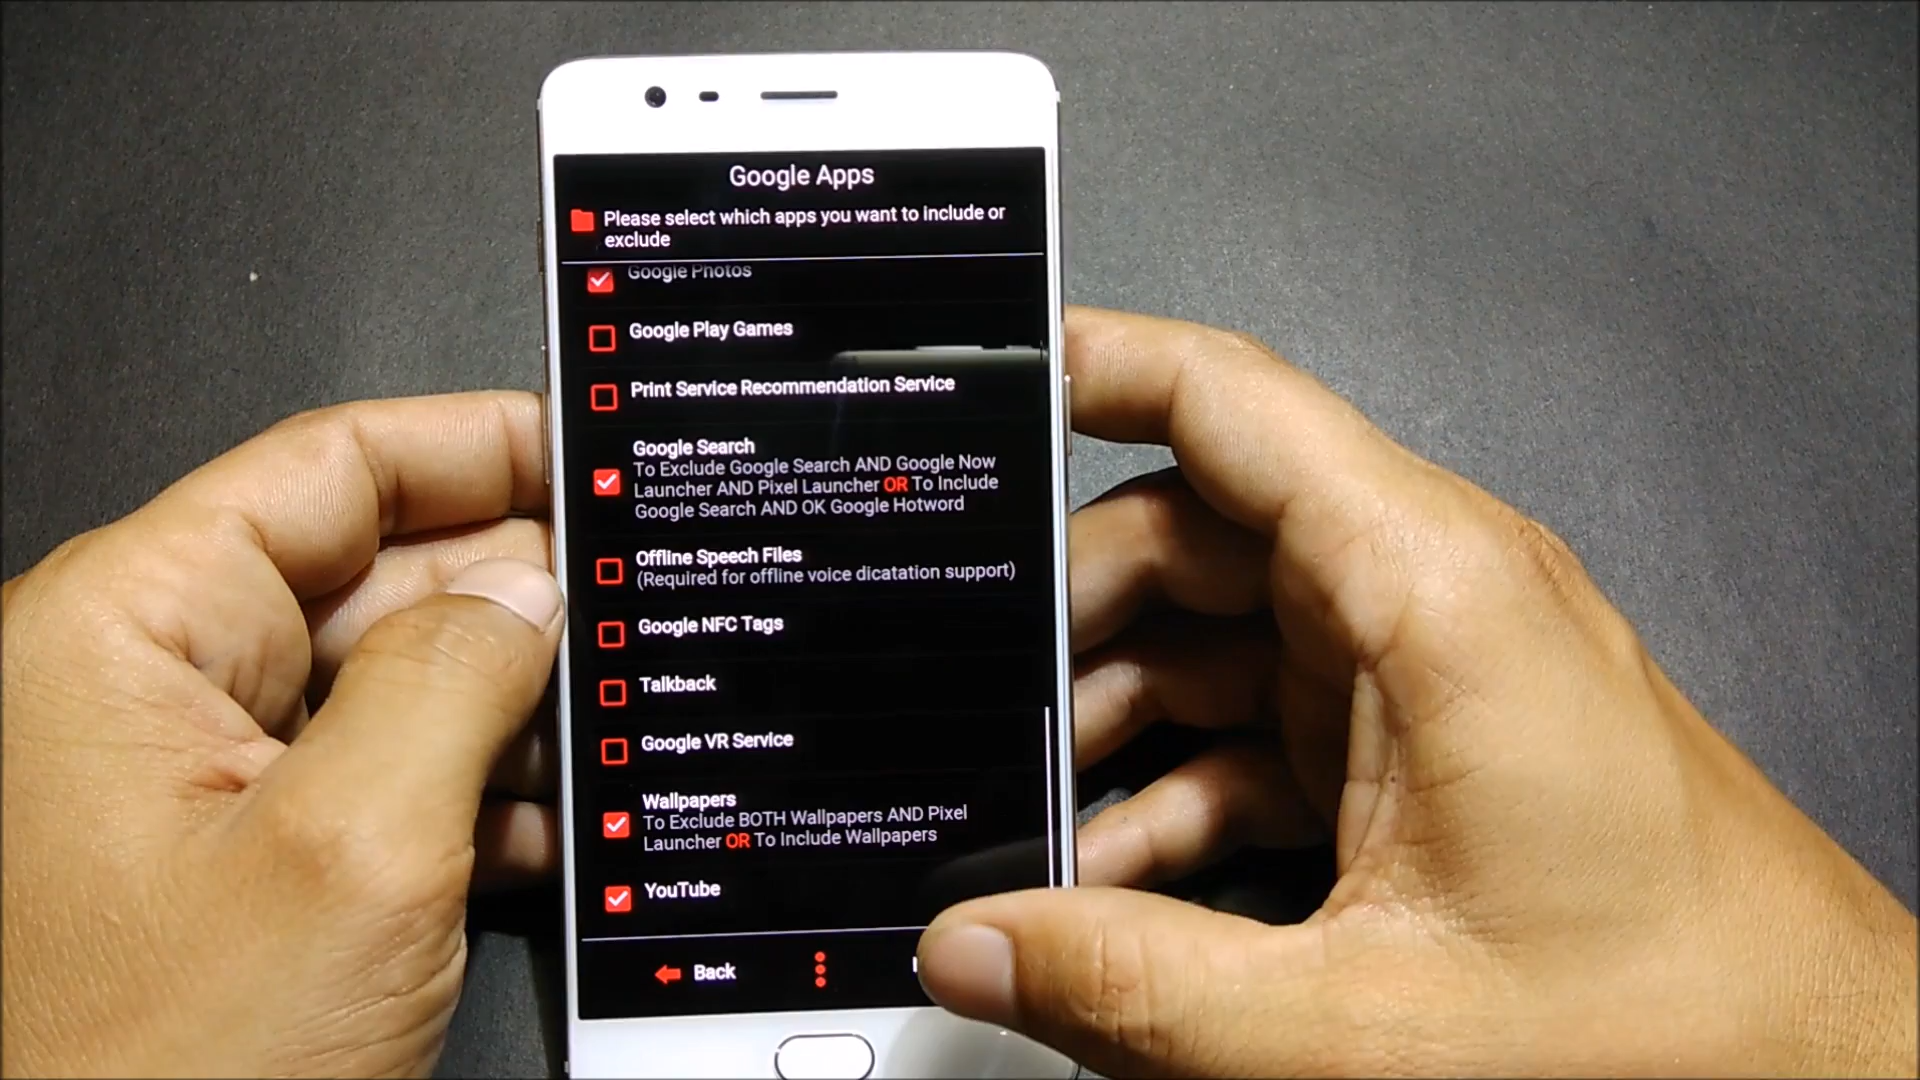 Google Apps
Please select which apps you want to include or
exclude
Google Photos
Google Play Games
Print Service Recommendation Service
Google Search
To Exclude Google Search AND Google Now
Launcher AND Pixel Launcher OR To Include
Google Search AND OK Google Hotword
Offline Speech Files
(Required for offline voice dicatation support)
Google NFC Tags
Talkback
Google VR Service
Wallpapers
To Exclude BOTH Wallpapers AND Pixel
Launcher OR To Include Wallpapers
YouTube
Back